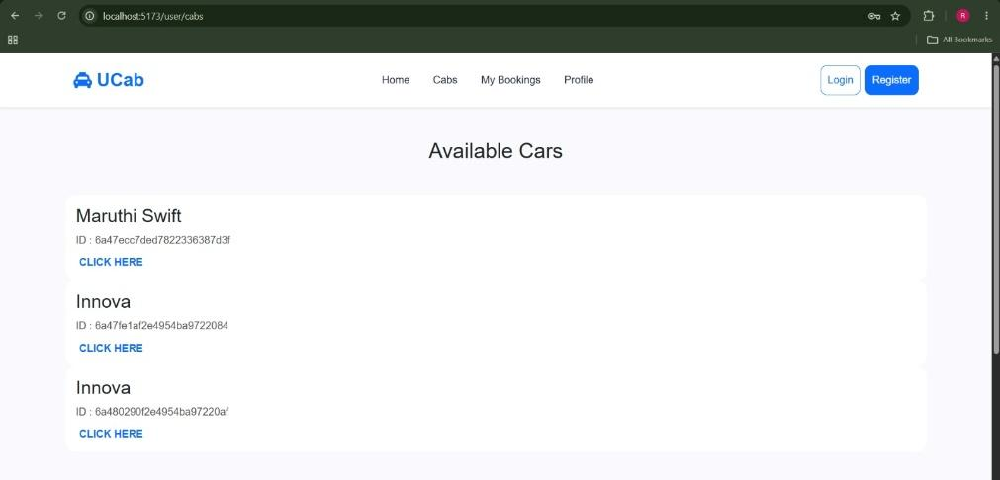 localhost:5173/user/cabs
R
All Bookmarks
UCab
Home Cabs My Bookings Profile
Login Register
Available Cars
Maruthi Swift
ID : 6a47ecc7ded7822336387d3f
CLICK HERE
Innova
ID : 6a47fe1af2e4954ba9722084
CLICK HERE
Innova
ID : 6a480290f2e4954ba97220af
CLICK HERE